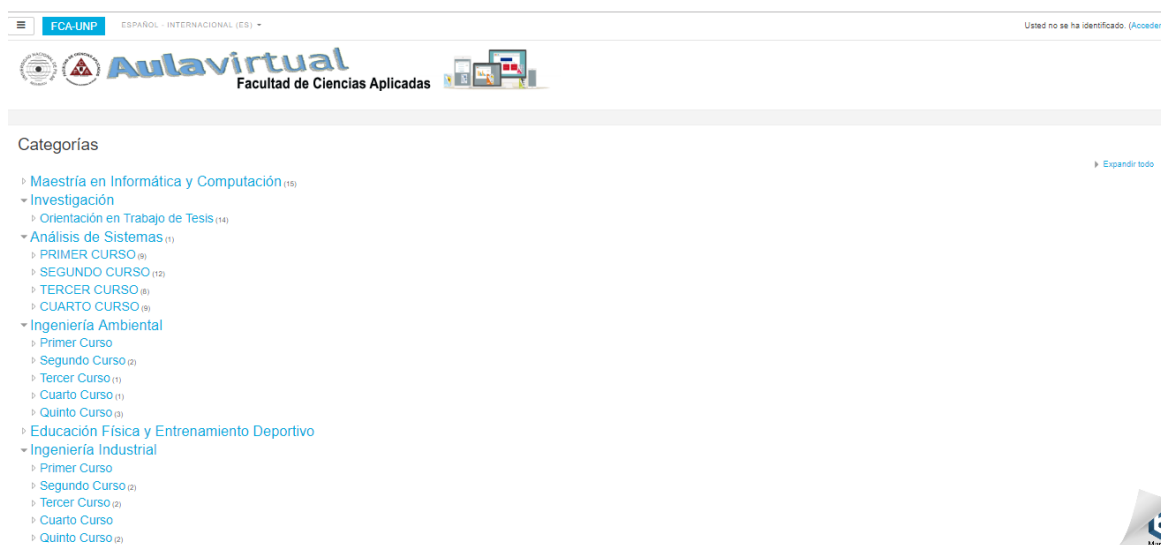 FCA-UNP ESPAÑOL - INTERNACIONAL (ES)
Usted no se ha identificado. (Acceder
Aulavirtual
Facultad de Ciencias Aplicadas
Categorías
Expandir todo
Maestría en Informática y Computación (15)
Investigación
Orientación en Trabajo de Tesis (14)
Análisis de Sistemas (1)
PRIMER CURSO (9)
SEGUNDO CURSO (12)
TERCER CURSO (8)
CUARTO CURSO (9)
Ingeniería Ambiental
Primer Curso
Segundo Curso (2)
Tercer Curso (1)
Cuarto Curso (1)
Quinto Curso (3)
Educación Física y Entrenamiento Deportivo
Ingeniería Industrial
Primer Curso
Segundo Curso (2)
Tercer Curso (2)
Cuarto Curso
Quinto Curso (2)